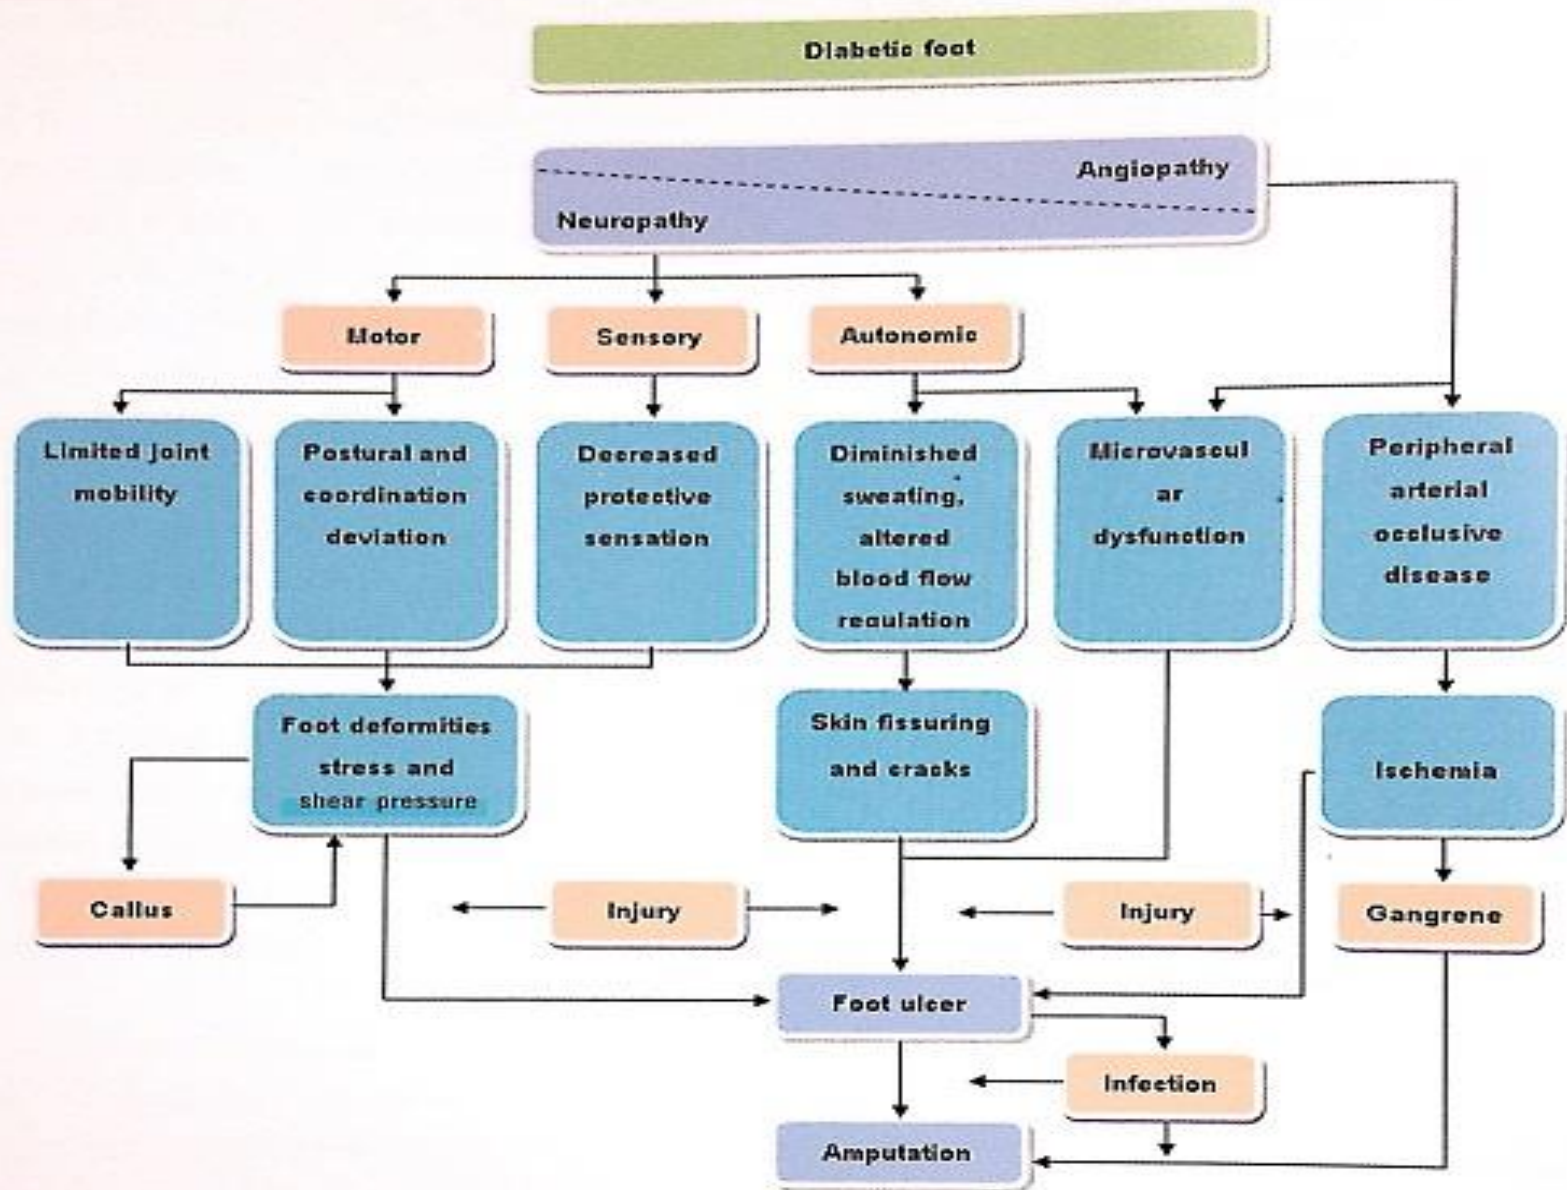 Diabetic foot
Angiopathy
Neuropathy
Motor
Sensory
Autonomic
Limited joint
mobility
Postural and
coordination
deviation
Decreased
protective
sensation
Diminished
sweating,
altered
blood flow
regulation
Microvascul
ar
dysfunction
Peripheral
arterial
occlusive
disease
Foot deformities
stress and
shear pressure
Skin fissuring
and cracks
Ischemia
Callus
Injury
Injury
Gangrene
Foot ulcer
Infection
Amputation